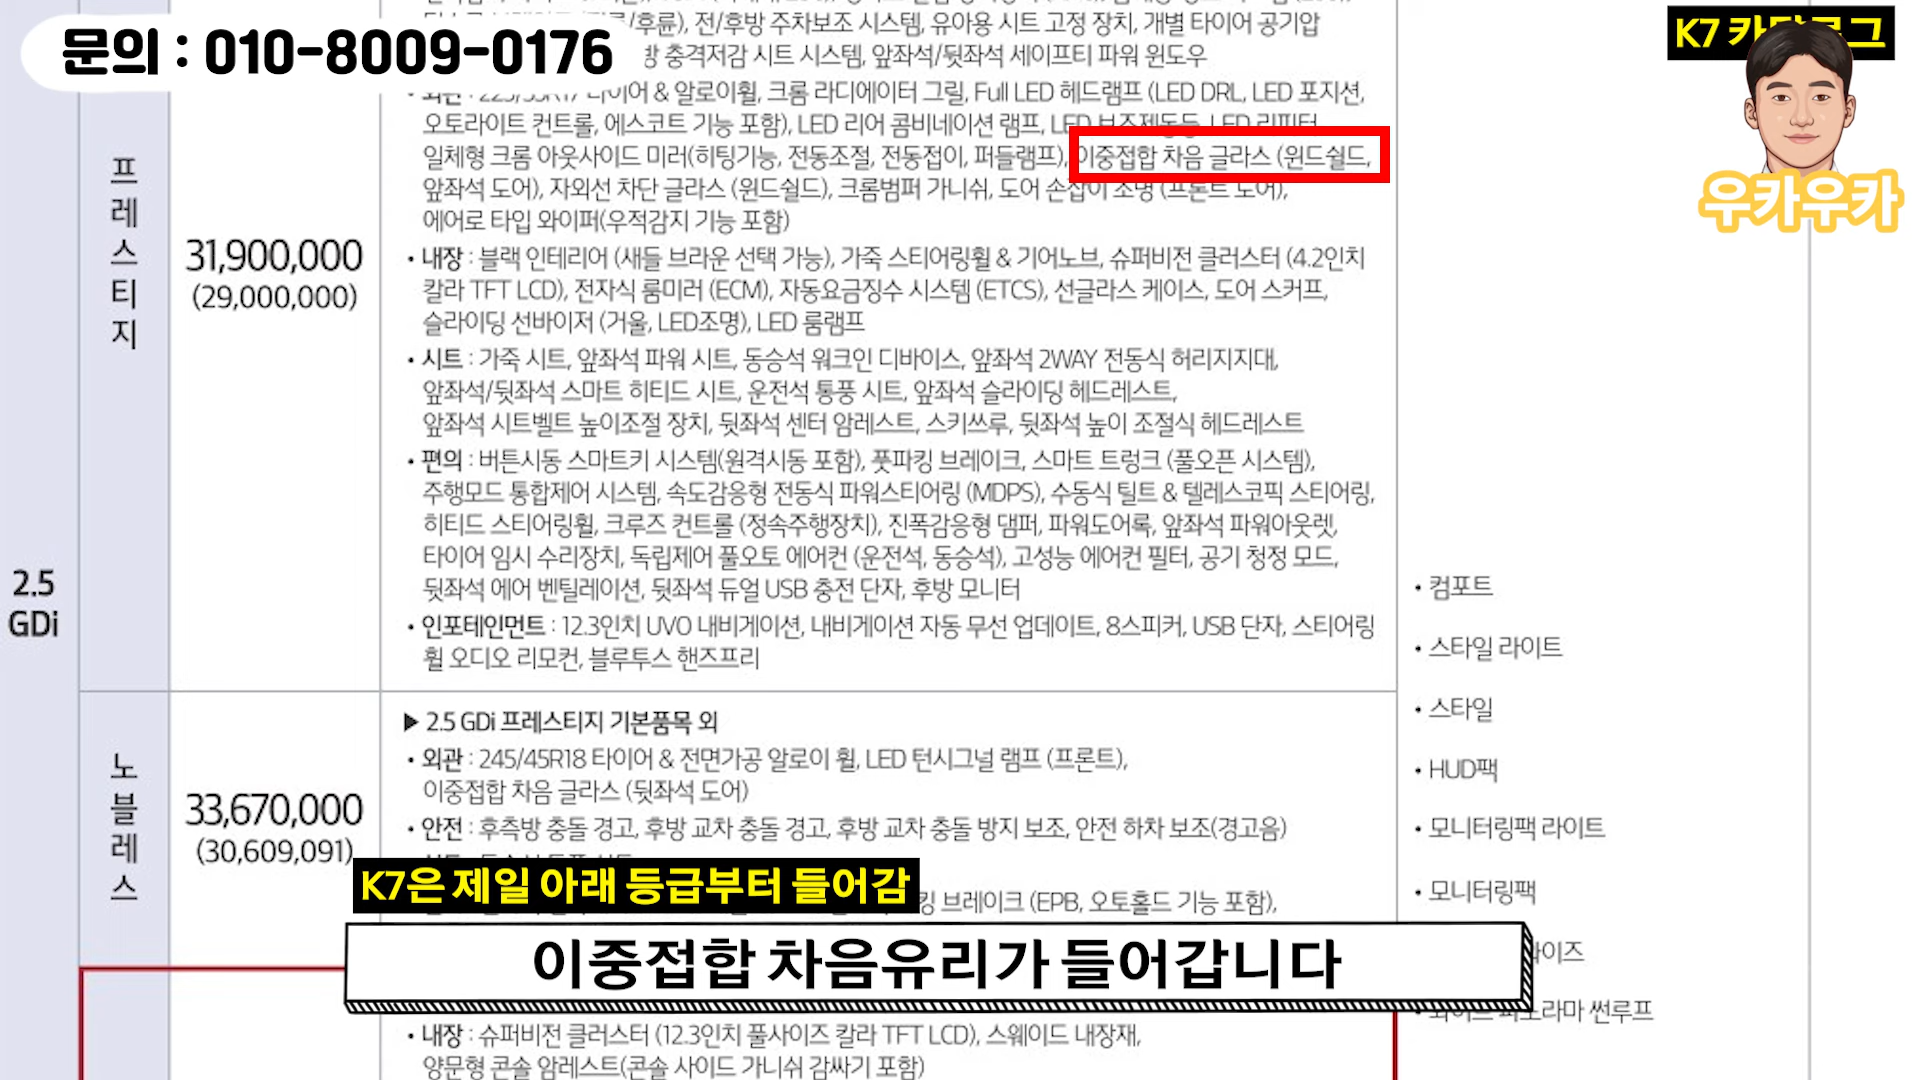 문의 : 010-8009-0176
K7
우카우카
/후륜), 전/후방 주차보조 시스템, 유아용 시트 고정 장치, 개별 타이어 공기압
방 충격저감 시트 시스템, 앞좌석/뒷좌석 세이프티 파워 윈도우
2.5
GDi
프레스티지
31,900,000
(29,000,000)
타이어 & 알로이휠, 크롬 라디에이터 그릴, Full LED 헤드램프 (LED DRL, LED 포지션,
오토라이트 컨트롤, 에스코트 기능 포함), LED 리어 콤비네이션 램프, LED 보조제동등, LED 리피터
일체형 크롬 아웃사이드 미러(히팅기능, 전동조절, 전동접이, 퍼들램프), 이중접합 차음 글라스 (윈드쉴드,
앞좌석 도어), 자외선 차단 글라스 (윈드쉴드), 크롬범퍼 가니쉬, 도어 손잡이 조명 (프론트 도어),
에어로 타입 와이퍼(우적감지 기능 포함)
• 내장 : 블랙 인테리어 (새들 브라운 선택 가능), 가죽 스티어링휠 & 기어노브, 슈퍼비전 클러스터 (4.2인치
칼라 TFT LCD), 전자식 룸미러 (ECM), 자동요금징수 시스템 (ETCS), 선글라스 케이스, 도어 스커프,
슬라이딩 선바이저 (거울, LED조명), LED 룸램프
• 시트 : 가죽 시트, 앞좌석 파워 시트, 동승석 워크인 디바이스, 앞좌석 2WAY 전동식 허리지지대,
앞좌석/뒷좌석 스마트 히티드 시트, 운전석 통풍 시트, 앞좌석 슬라이딩 헤드레스트,
앞좌석 시트벨트 높이조절 장치, 뒷좌석 센터 암레스트, 스키쓰루, 뒷좌석 높이 조절식 헤드레스트
• 편의 : 버튼시동 스마트키 시스템(원격시동 포함), 풋파킹 브레이크, 스마트 트렁크 (풀오픈 시스템),
주행모드 통합제어 시스템, 속도감응형 전동식 파워스티어링 (MDPS), 수동식 틸트 & 텔레스코픽 스티어링,
히티드 스티어링휠, 크루즈 컨트롤 (정속주행장치), 진폭감응형 댐퍼, 파워도어록, 앞좌석 파워아웃렛,
타이어 임시 수리장치, 독립제어 풀오토 에어컨 (운전석, 동승석), 고성능 에어컨 필터, 공기 청정 모드,
뒷좌석 에어 벤틸레이션, 뒷좌석 듀얼 USB 충전 단자, 후방 모니터
• 인포테인먼트 : 12.3인치 UVO 내비게이션, 내비게이션 자동 무선 업데이트, 8스피커, USB 단자, 스티어링
휠 오디오 리모컨, 블루투스 핸즈프리
노블레스
33,670,000
(30,609,091)
▶ 2.5 GDi 프레스티지 기본품목 외
• 외관 : 245/45R18 타이어 & 전면가공 알로이 휠, LED 턴시그널 램프 (프론트),
이중접합 차음 글라스 (뒷좌석 도어)
• 안전 : 후측방 충돌 경고, 후방 교차 충돌 경고, 후방 교차 충돌 방지 보조, 안전 하차 보조(경고음)
킹 브레이크 (EPB, 오토홀드 기능 포함),
• 내장 : 슈퍼비전 클러스터 (12.3인치 풀사이즈 칼라 TFT LCD), 스웨이드 내장재,
양문형 콘솔 암레스트(콘솔 사이드 가니쉬 감싸기 포함)
• 컴포트
• 스타일 라이트
• 스타일
• HUD팩
• 모니터링팩 라이트
• 모니터링팩
라이즈
파노라마 썬루프
K7은 제일 아래 등급부터 들어감
이중접합 차음유리가 들어갑니다